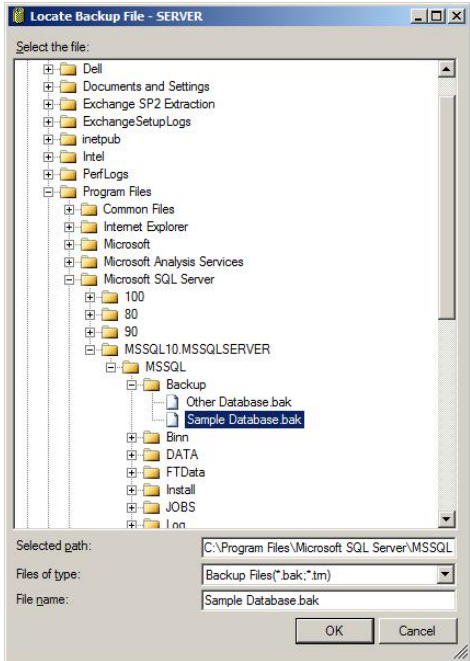 Locate Backup File - SERVER
Select the file:
Dell
Documents and Settings
Exchange SP2 Extraction
ExchangeSetupLogs
inetpub
Intel
PerfLogs
Program Files
Common Files
Internet Explorer
Microsoft
Microsoft Analysis Services
Microsoft SQL Server
100
80
90
MSSQL10.MSSQLSERVER
MSSQL
Backup
Other Database.bak
Sample Database.bak
Binn
DATA
FTData
Install
JOBS
Log
Selected path: C:\Program Files\Microsoft SQL Server\MSSQL
Files of type: Backup Files(*.bak;*.trn)
File name: Sample Database.bak
OK Cancel